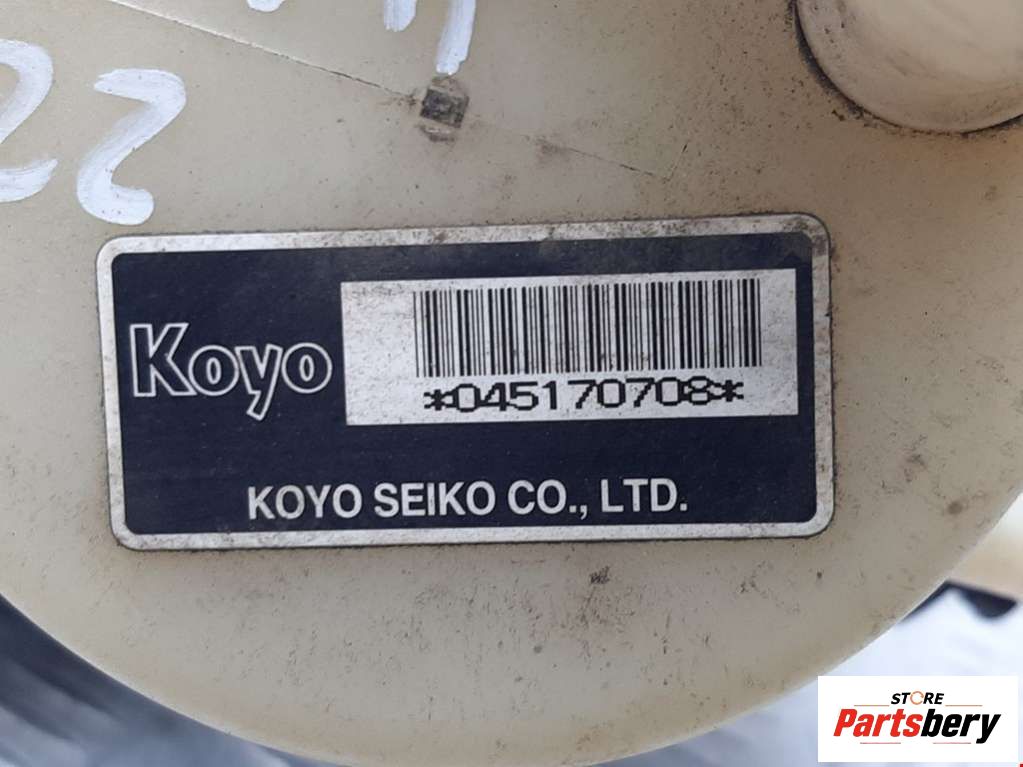 22
Koyo
*045170708*
KOYO SEIKO CO., LTD.
STORE
Partsbery